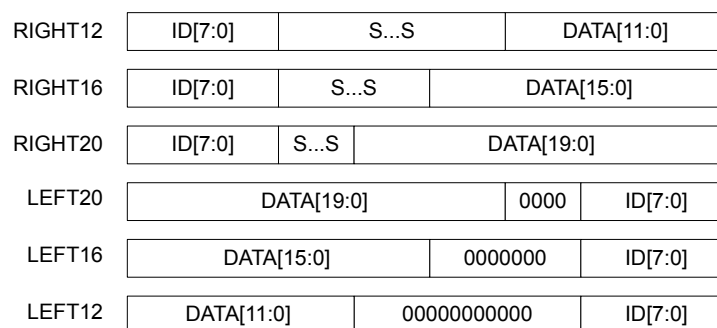 RIGHT12 ID[7:0] S...S DATA[11:0]
RIGHT16 ID[7:0] S...S DATA[15:0]
RIGHT20 ID[7:0] S...S DATA[19:0]
LEFT20 DATA[19:0] 0000 ID[7:0]
LEFT16 DATA[15:0] 0000000 ID[7:0]
LEFT12 DATA[11:0] 00000000000 ID[7:0]